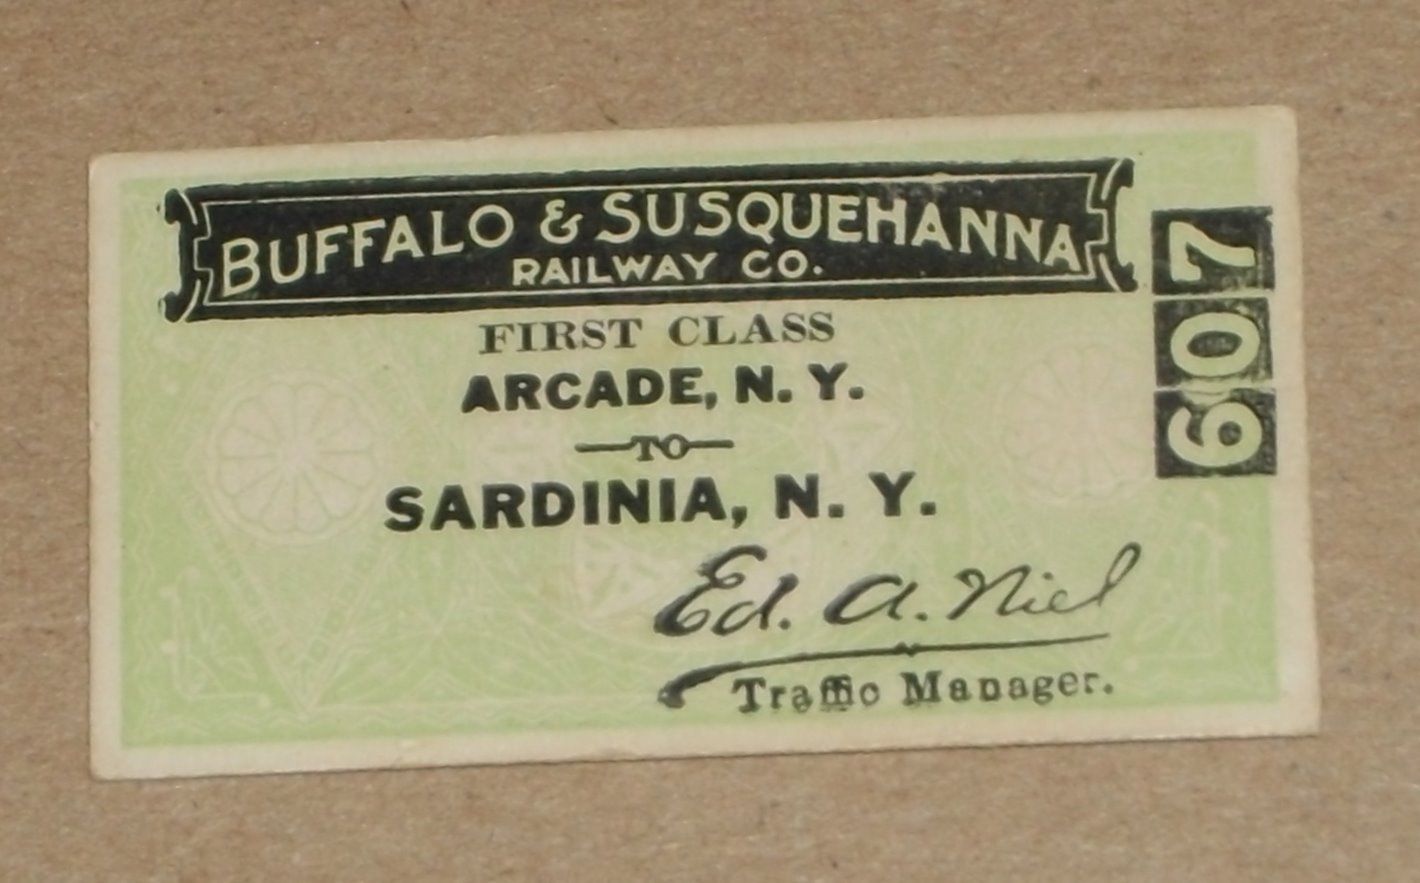 BUFFALO & SUSQUEHANNA
RAILWAY CO.
FIRST CLASS
ARCADE, N. Y.
TO
SARDINIA, N. Y.
Ed. A. Niel
Traffic Manager.
607